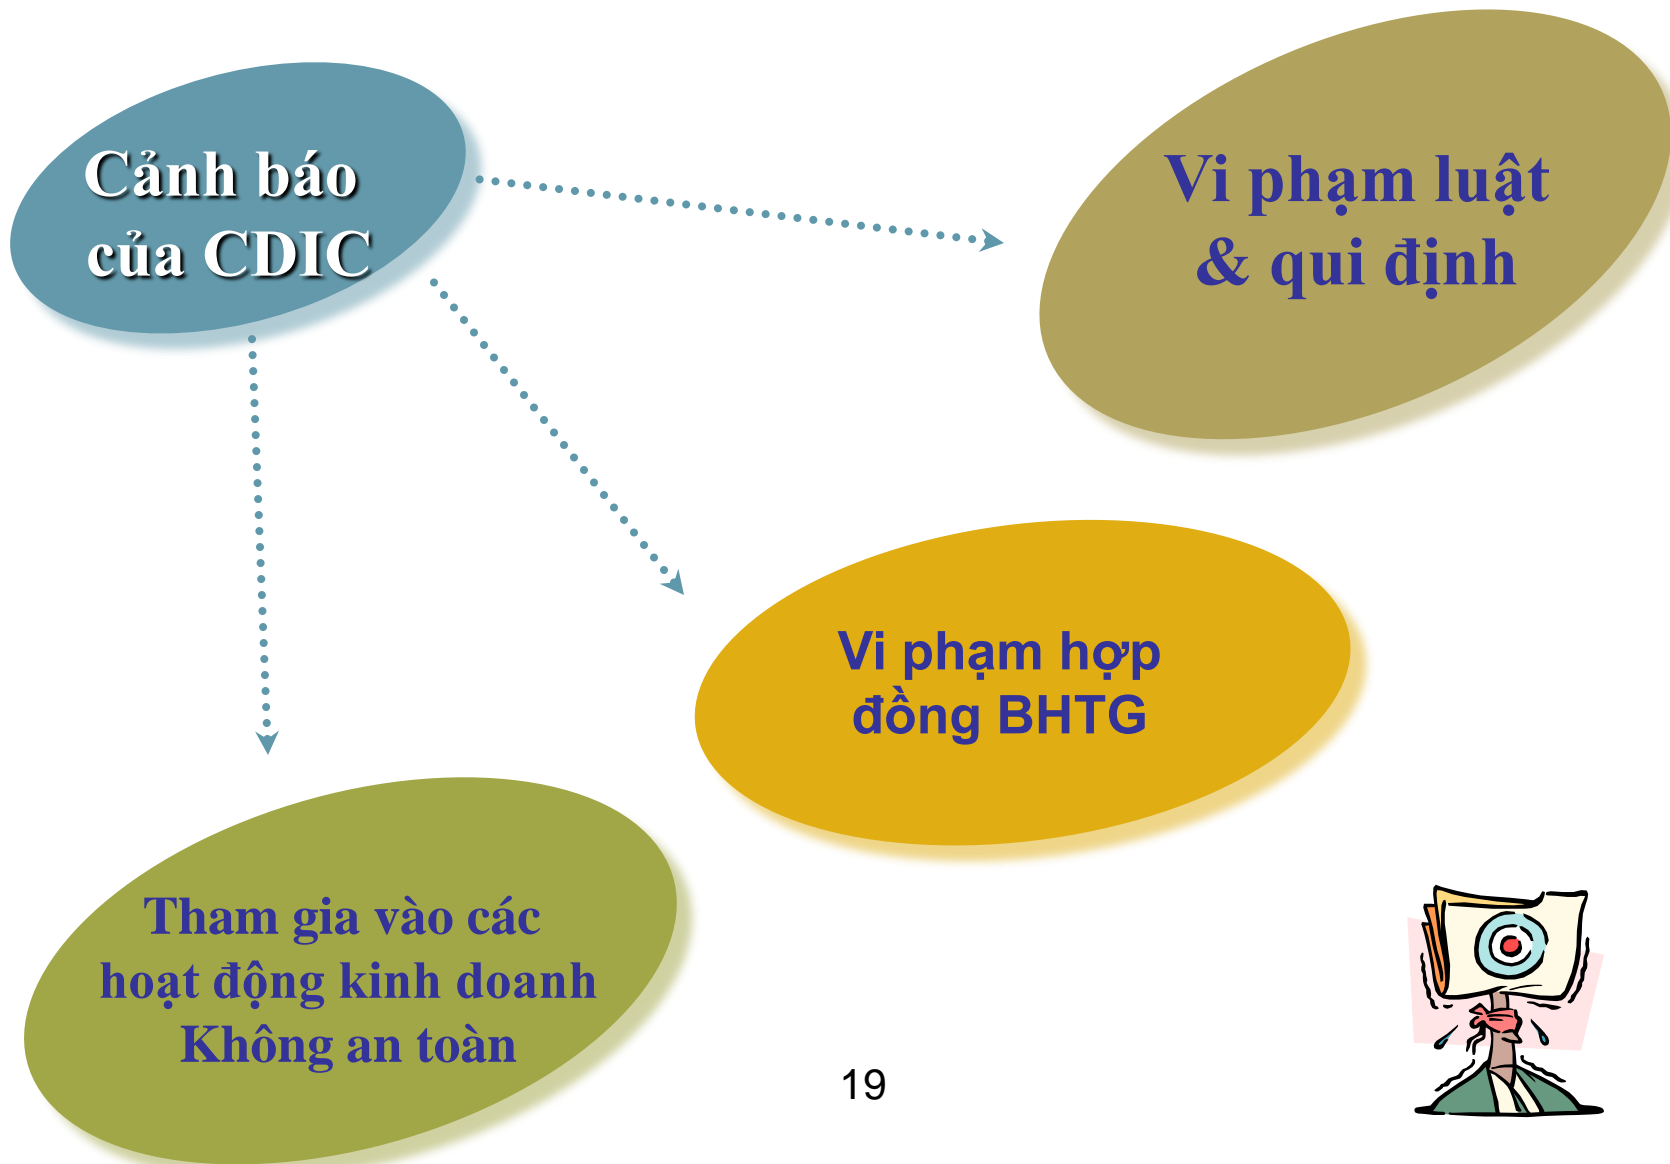 Cảnh báo
của CDIC
Vi phạm luật
& qui định
Vi phạm hợp
đồng BHTG
Tham gia vào các
hoạt động kinh doanh
Không an toàn
19